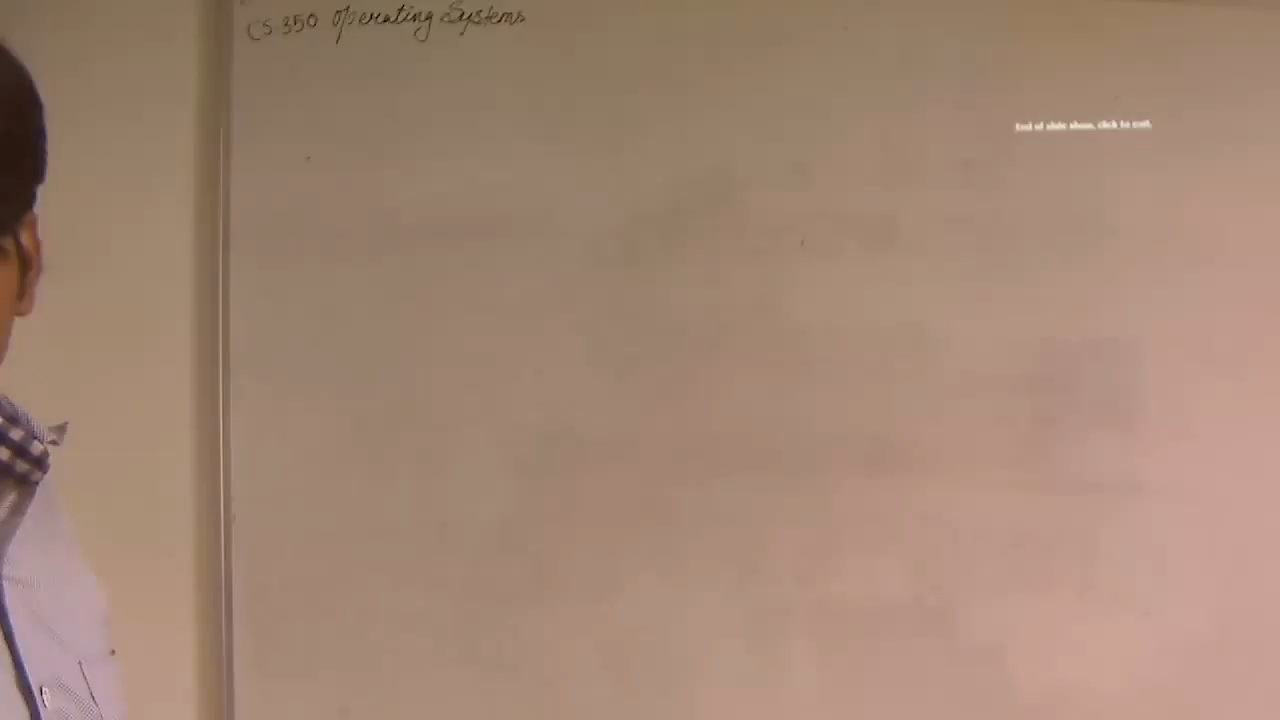 CS 350 Operating Systems
End of slide show, click to exit.